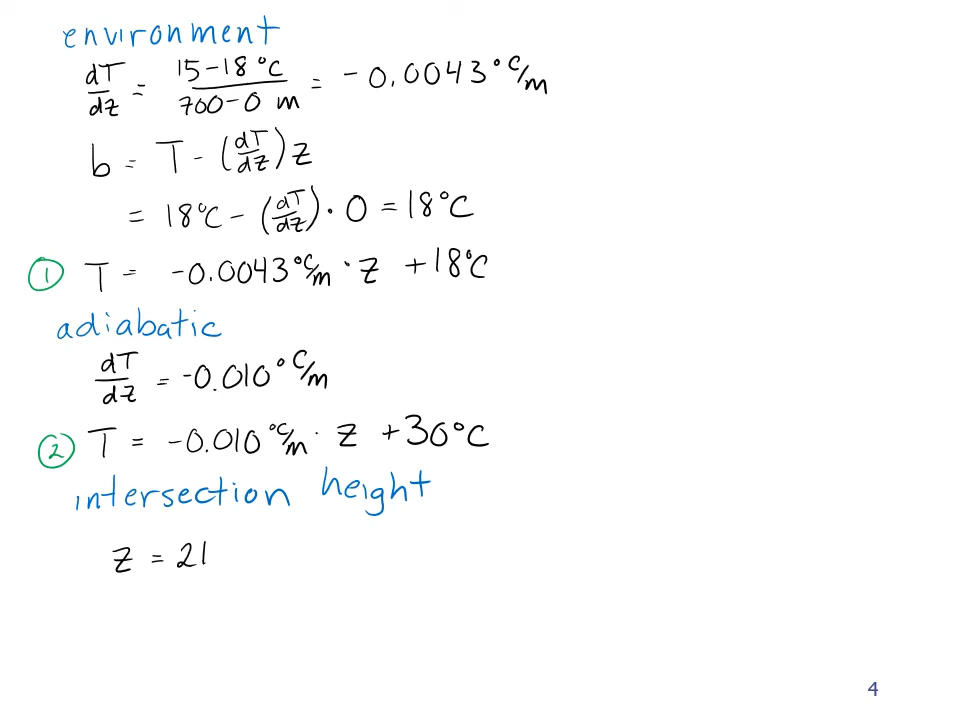 environment
dT/dz = 15-18 °C / 700-0 m = -0.0043 °C/m
b = T - (dT/dz) z
= 18°C - (dT/dz) · 0 = 18°C
① T = -0.0043 °C/m · z + 18°C
adiabatic
dT/dz = -0.010 °C/m
② T = -0.010 °C/m · z + 30°C
intersection height
z = 21
4